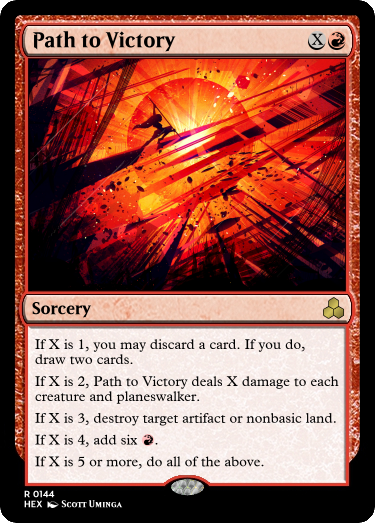 Path to Victory X R
Sorcery
If X is 1, you may discard a card. If you do,
draw two cards.
If X is 2, Path to Victory deals X damage to each
creature and planeswalker.
If X is 3, destroy target artifact or nonbasic land.
If X is 4, add six R.
If X is 5 or more, do all of the above.
R 0144
HEX Scott Uminga